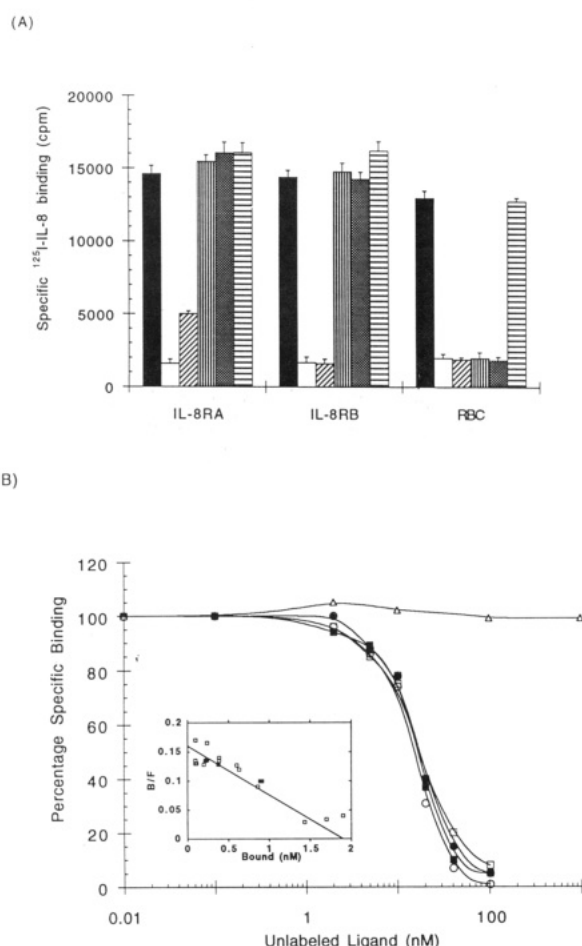 (A)
20000
15000
10000
5000
0
Specific ¹²⁵I-IL-8 binding (cpm)
IL-8RA
IL-8RB
RBC
B)
120
100
80
60
40
20
0
Percentage Specific Binding
0.2
0.15
0.1
0.05
0
B/F
0
0.5
1
1.5
2
Bound (nM)
0.01
1
100
Unlabeled Ligand (nM)